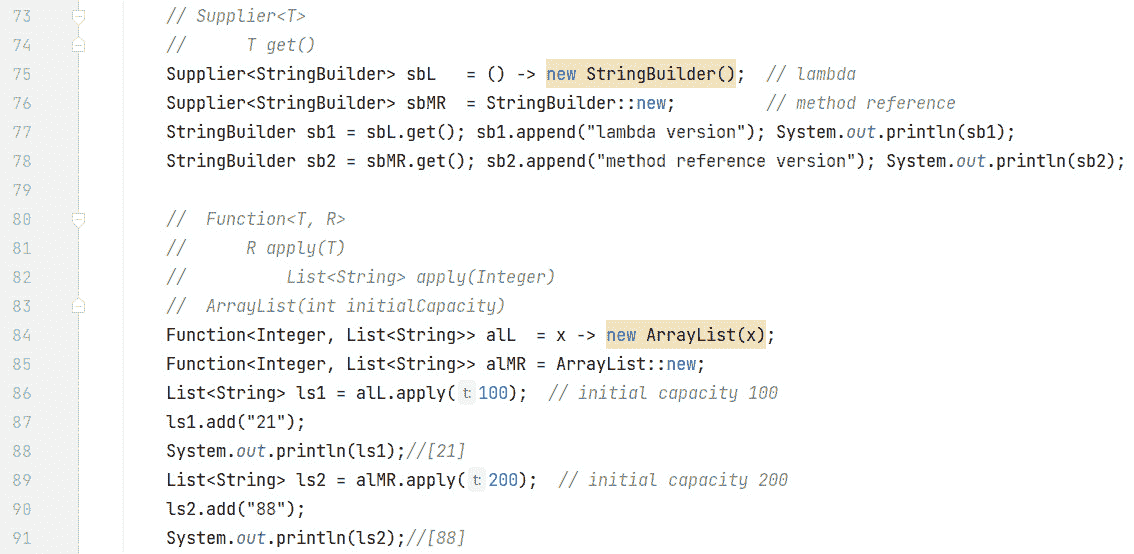 73 // Supplier<T>
74 //      T get()
75 Supplier<StringBuilder> sbL   = () -> new StringBuilder();  // lambda
76 Supplier<StringBuilder> sbMR  = StringBuilder::new;         // method reference
77 StringBuilder sb1 = sbL.get(); sb1.append("lambda version"); System.out.println(sb1);
78 StringBuilder sb2 = sbMR.get(); sb2.append("method reference version"); System.out.println(sb2);
79
80 //  Function<T, R>
81 //      R apply(T)
82 //          List<String> apply(Integer)
83 //  ArrayList(int initialCapacity)
84 Function<Integer, List<String>> alL  = x -> new ArrayList(x);
85 Function<Integer, List<String>> alMR = ArrayList::new;
86 List<String> ls1 = alL.apply( t: 100);  // initial capacity 100
87 ls1.add("21");
88 System.out.println(ls1);//[21]
89 List<String> ls2 = alMR.apply( t: 200);  // initial capacity 200
90 ls2.add("88");
91 System.out.println(ls2);//[88]